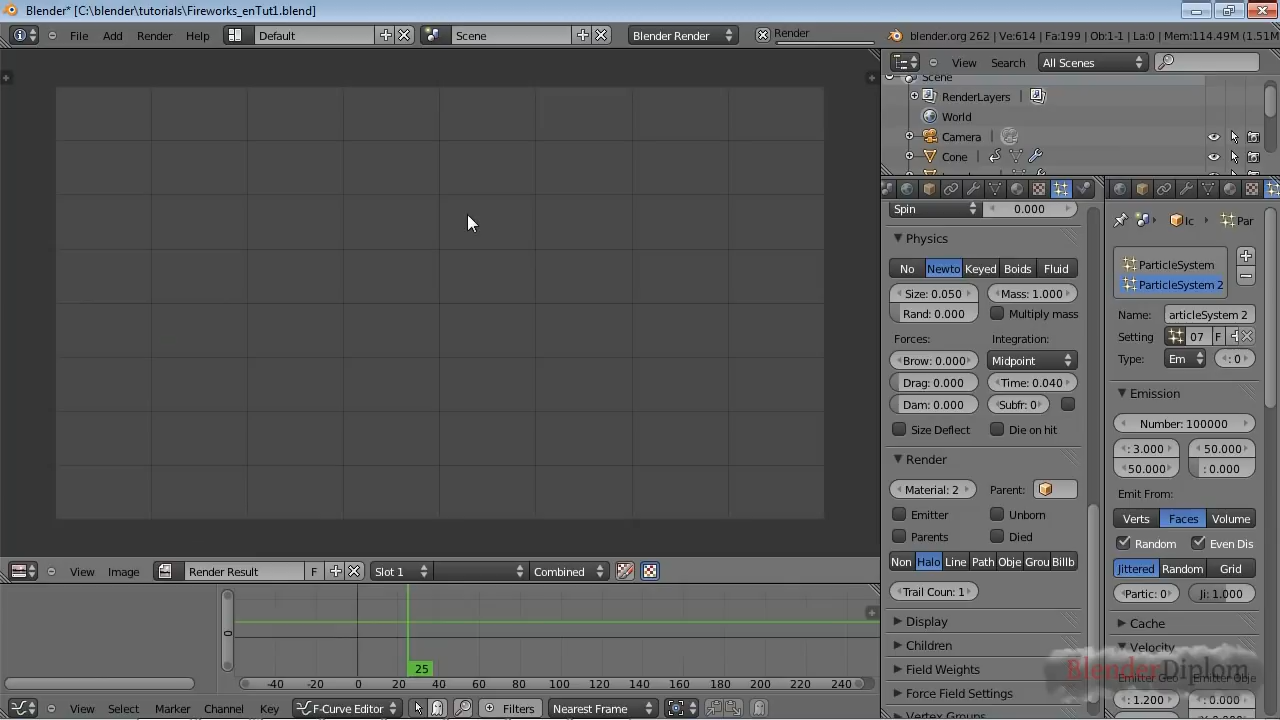 Blender* [C:\blender\tutorials\Fireworks_enTut1.blend]
File Add Render Help Default Scene Blender Render Render blender.org 262 | Ve:614 | Fa:199 | Ob:1-1 | La:0 | Mem:114.49M (1.51M
View Search All Scenes
Scene
RenderLayers
World
Camera
Cone
Spin 0.000
Physics
No Newto Keyed Boids Fluid
Size: 0.050 Mass: 1.000
Rand: 0.000 Multiply mass
Forces: Integration:
Brow: 0.000 Midpoint
Drag: 0.000 Time: 0.040
Dam: 0.000 Subfr: 0
Size Deflect Die on hit
Render
Material: 2 Parent:
Emitter Unborn
Parents Died
Non Halo Line Path Obje Grou Billb
Trail Coun: 1
Display
Children
Field Weights
Force Field Settings
Vertex Groups
Ic Par
ParticleSystem
ParticleSystem 2
Name: articleSystem 2
Setting 07 F
Type: Em : 0
Emission
Number: 100000
: 3.000 50.000
50.000 : 0.000
Emit From:
Verts Faces Volume
Random Even Dis
Jittered Random Grid
Partic: 0 Ji: 1.000
Cache
Velocity
Emitter Geo Emitter Obje
: 1.200 : 0.000
BlenderDiplom
View Image Render Result F Slot 1 Combined
0
25
-40 -20 0 20 40 60 80 100 120 140 160 180 200 220 240
View Select Marker Channel Key F-Curve Editor Filters Nearest Frame